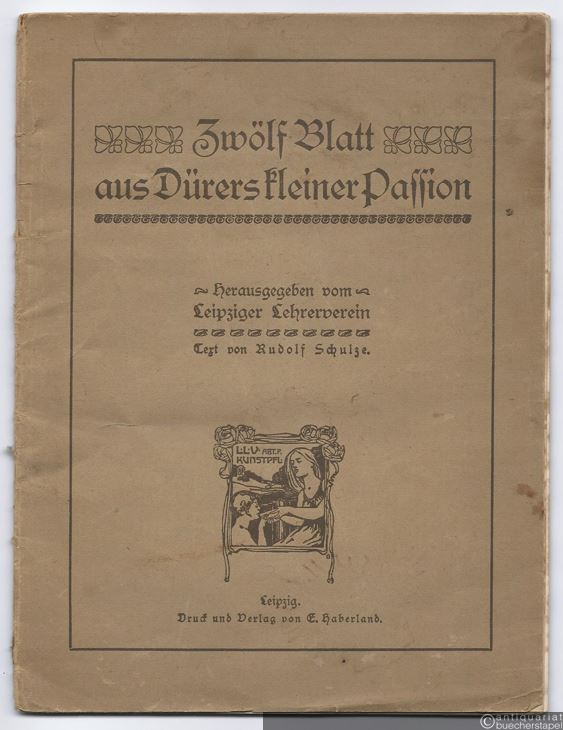 Zwölf Blatt
aus Dürers kleiner Passion
Herausgegeben vom
Leipziger Lehrerverein
Text von Rudolf Schulze.
L.L.V. ABT. F.
KUNSTPFL.
Leipzig.
Druck und Verlag von E. Haberland.
© antiquariat
buecherstapel